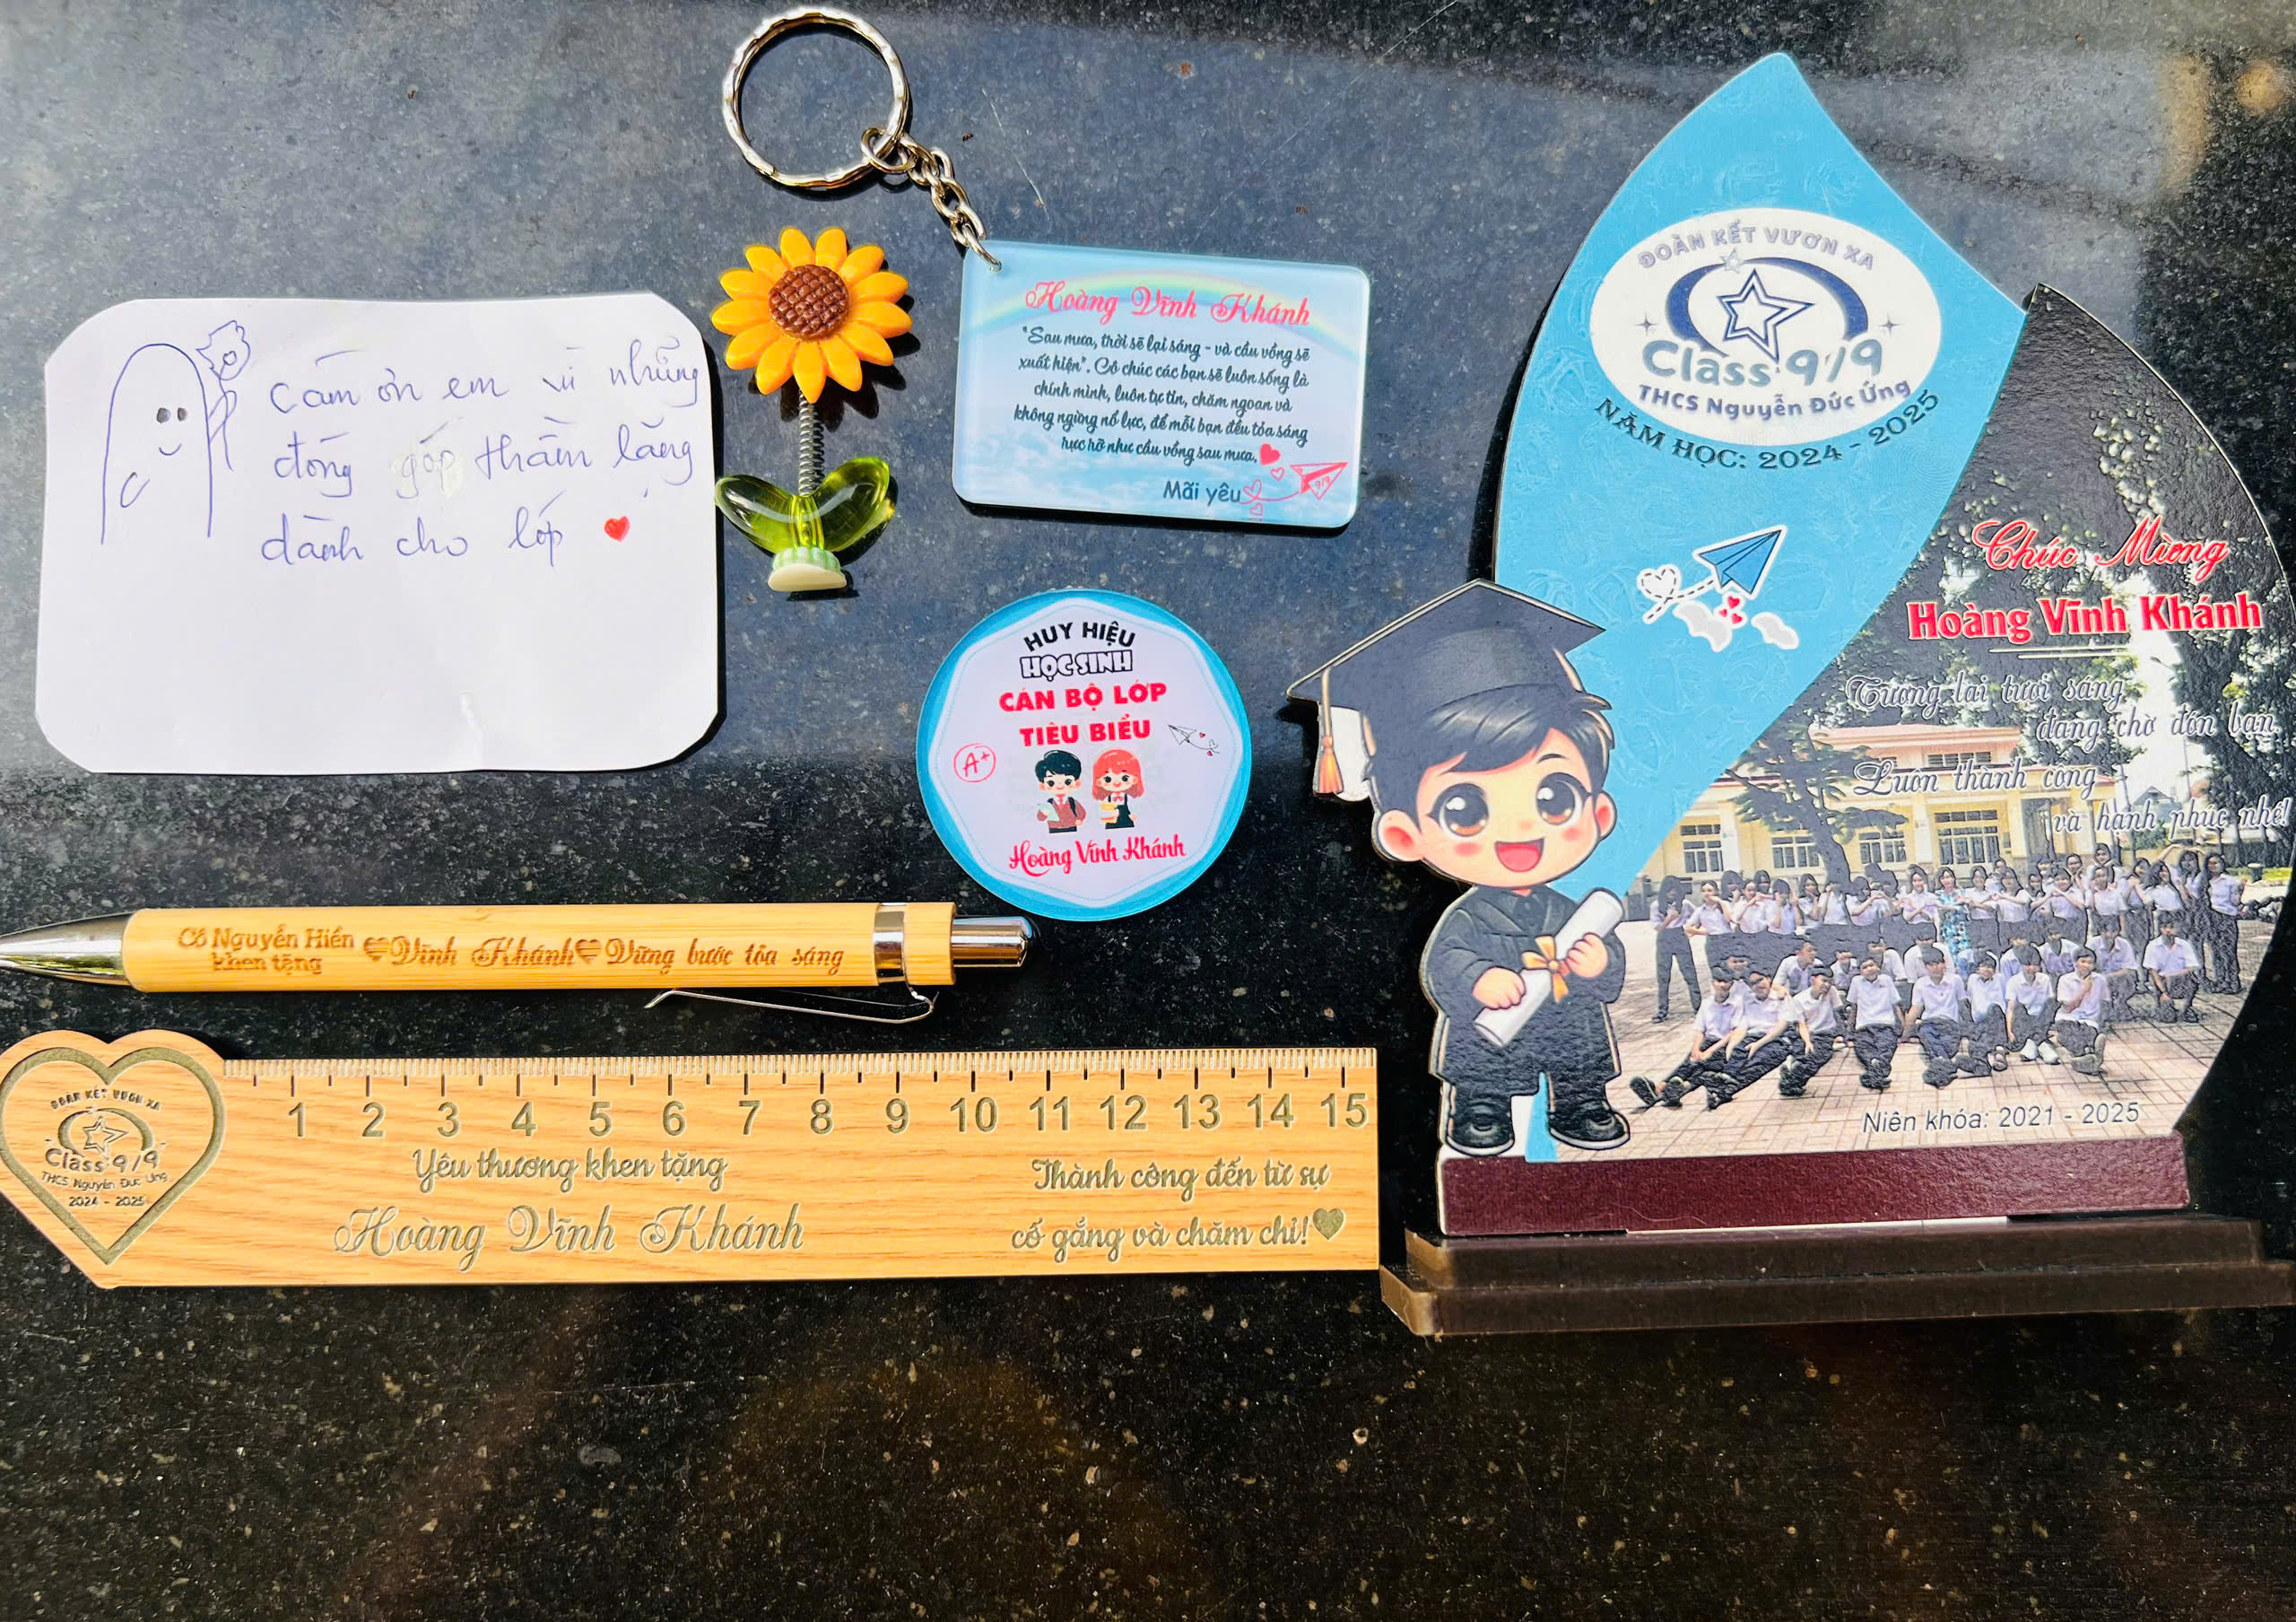 Cám ơn em vì những
đóng góp thầm lặng
dành cho lớp
Hoàng Vĩnh Khánh
"Sau mưa, trời sẽ lại sáng - và cầu vồng sẽ
xuất hiện". Cô chúc các bạn sẽ luôn sống là
chính mình, luôn tự tin, chăm ngoan và
không ngừng nỗ lực, để mỗi bạn đều tỏa sáng
rực rỡ như cầu vồng sau mưa.
Mãi yêu
9/9
HUY HIỆU
HỌC SINH
CÁN BỘ LỚP
TIÊU BIỂU
A+
Hoàng Vĩnh Khánh
Cô Nguyễn Hiền
khen tặng
Vĩnh Khánh Vững bước tỏa sáng
1 2 3 4 5 6 7 8 9 10 11 12 13 14 15
ĐOÀN KẾT VƯƠN XA
Class 9/9
THCS Nguyễn Đức Ứng
2024 - 2025
Yêu thương khen tặng
Hoàng Vĩnh Khánh
Thành công đến từ sự
cố gắng và chăm chỉ!
ĐOÀN KẾT VƯƠN XA
Class 9/9
THCS Nguyễn Đức Ứng
NĂM HỌC: 2024 - 2025
Chúc Mừng
Hoàng Vĩnh Khánh
Tương lai tươi sáng
đang chờ đón bạn.
Luôn thành công
và hạnh phúc nhé!
Niên khóa: 2021 - 2025